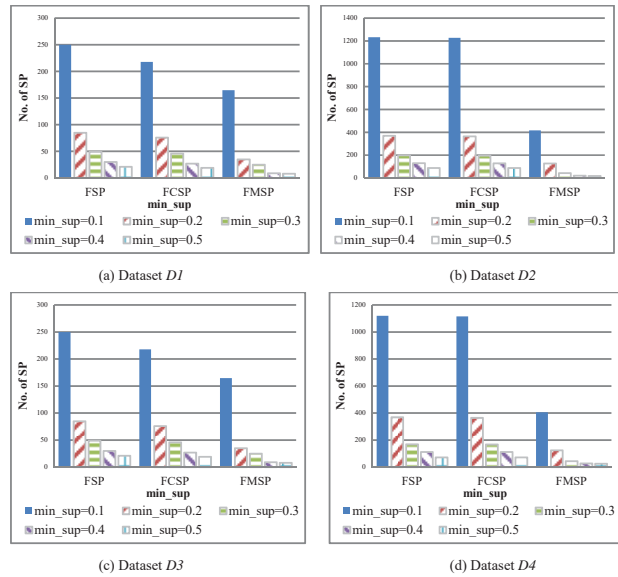 250
200
150
100
50
0
No. of SP
FSP FCSP FMSP
min_sup
min_sup=0.1 min_sup=0.2 min_sup=0.3
min_sup=0.4 min_sup=0.5
(a) Dataset D1
1400
1200
1000
800
600
400
200
0
No. of SP
FSP FCSP FMSP
min_sup
min_sup=0.1 min_sup=0.2 min_sup=0.3
min_sup=0.4 min_sup=0.5
(b) Dataset D2
300
250
200
150
100
50
0
No. of SP
FSP FCSP FMSP
min_sup
min_sup=0.1 min_sup=0.2 min_sup=0.3
min_sup=0.4 min_sup=0.5
(c) Dataset D3
1200
1000
800
600
400
200
0
No. of SP
FSP FCSP FMSP
min_sup
min_sup=0.1 min_sup=0.2 min_sup=0.3
min_sup=0.4 min_sup=0.5
(d) Dataset D4